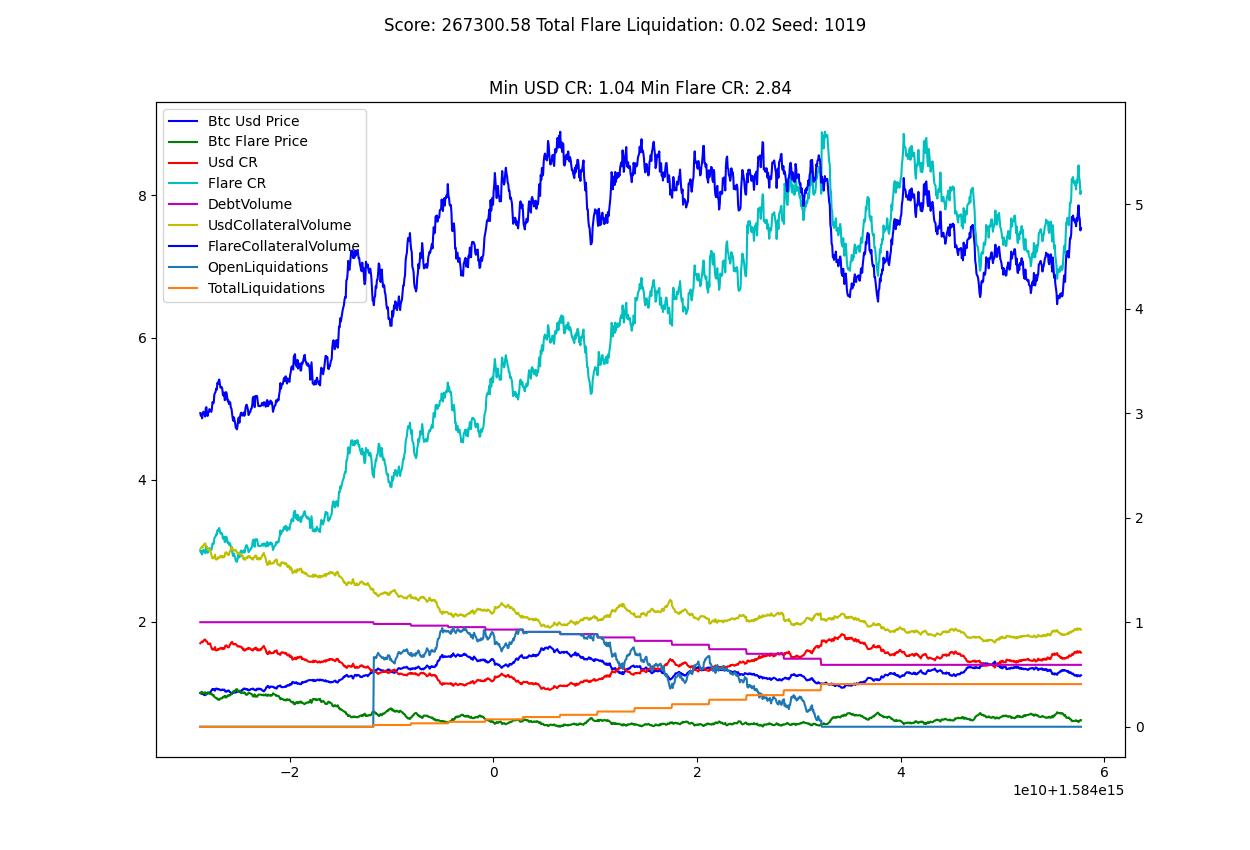 Score: 267300.58 Total Flare Liquidation: 0.02 Seed: 1019
Min USD CR: 1.04 Min Flare CR: 2.84
Btc Usd Price
Btc Flare Price
Usd CR
Flare CR
DebtVolume
UsdCollateralVolume
FlareCollateralVolume
OpenLiquidations
TotalLiquidations
8
6
4
2
5
4
3
2
1
0
−2
0
2
4
6
1e10+1.584e15